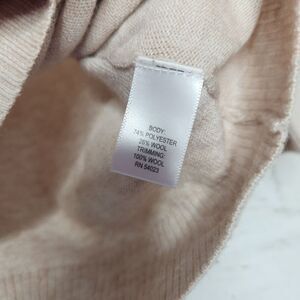 BODY:
74% POLYESTER
26% WOOL
TRIMMING:
100% WOOL
RN 54023